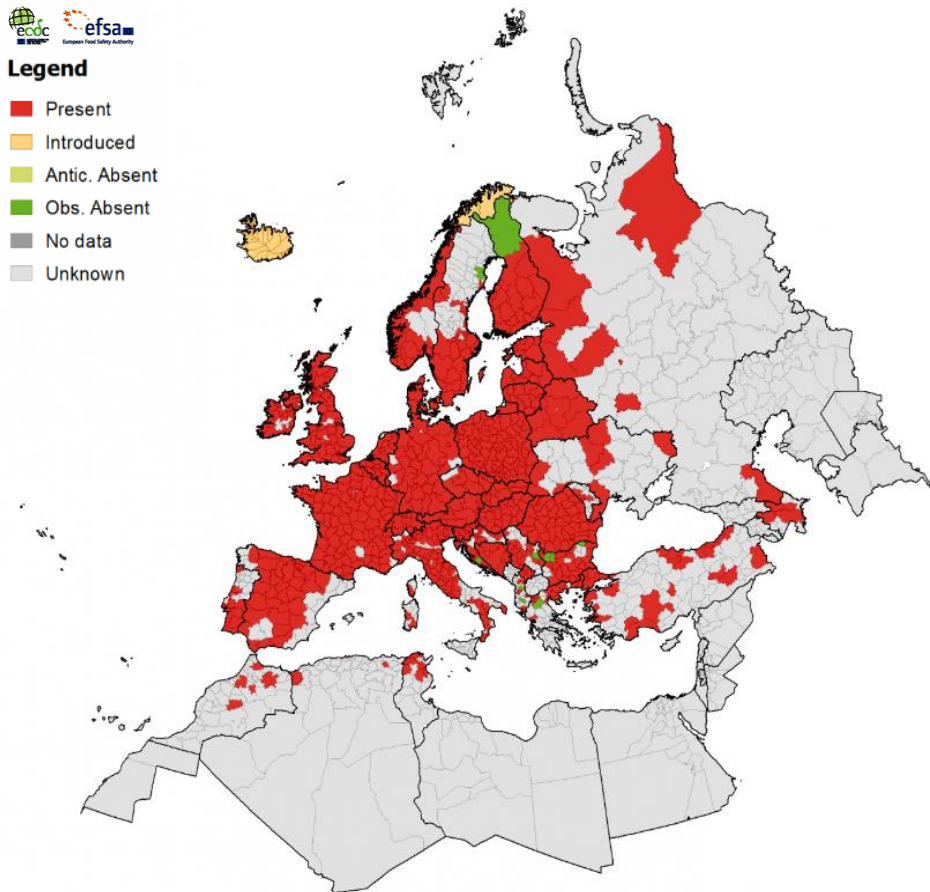 ecdc
efsa
European Food Safety Authority
Legend
Present
Introduced
Antic. Absent
Obs. Absent
No data
Unknown